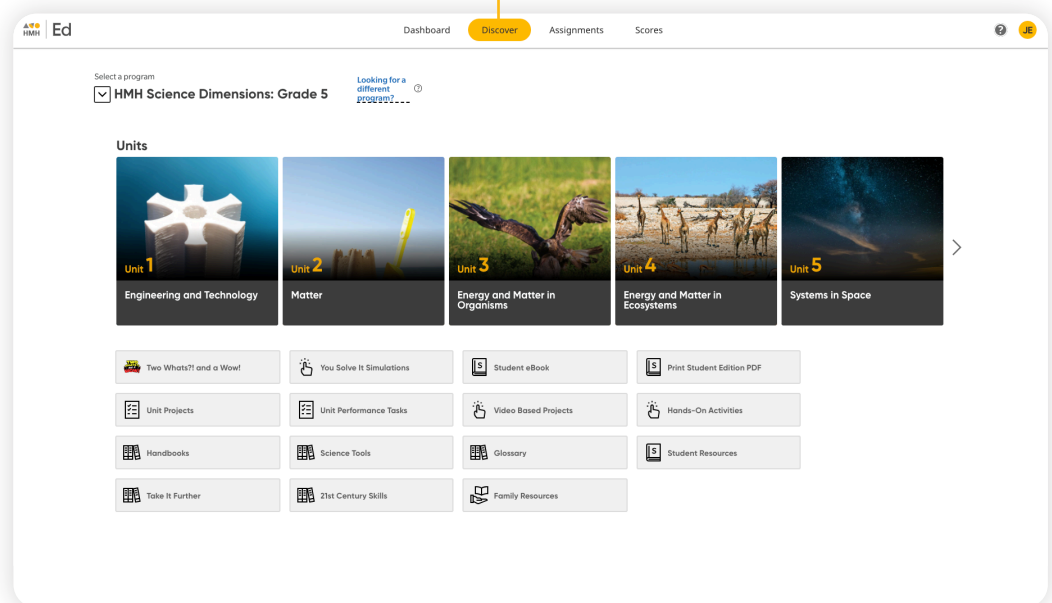 HMH Ed
Dashboard
Discover
Assignments
Scores
?
JE
Select a program
HMH Science Dimensions: Grade 5
Looking for a
different
program?
?
Units
Unit 1
Unit 2
Unit 3
Unit 4
Unit 5
Engineering and Technology
Matter
Energy and Matter in
Organisms
Energy and Matter in
Ecosystems
Systems in Space
Two Whats?! and a Wow!
You Solve It Simulations
S
Student eBook
S
Print Student Edition PDF
Unit Projects
Unit Performance Tasks
Video Based Projects
Hands-On Activities
Handbooks
Science Tools
Glossary
S
Student Resources
Take It Further
21st Century Skills
Family Resources